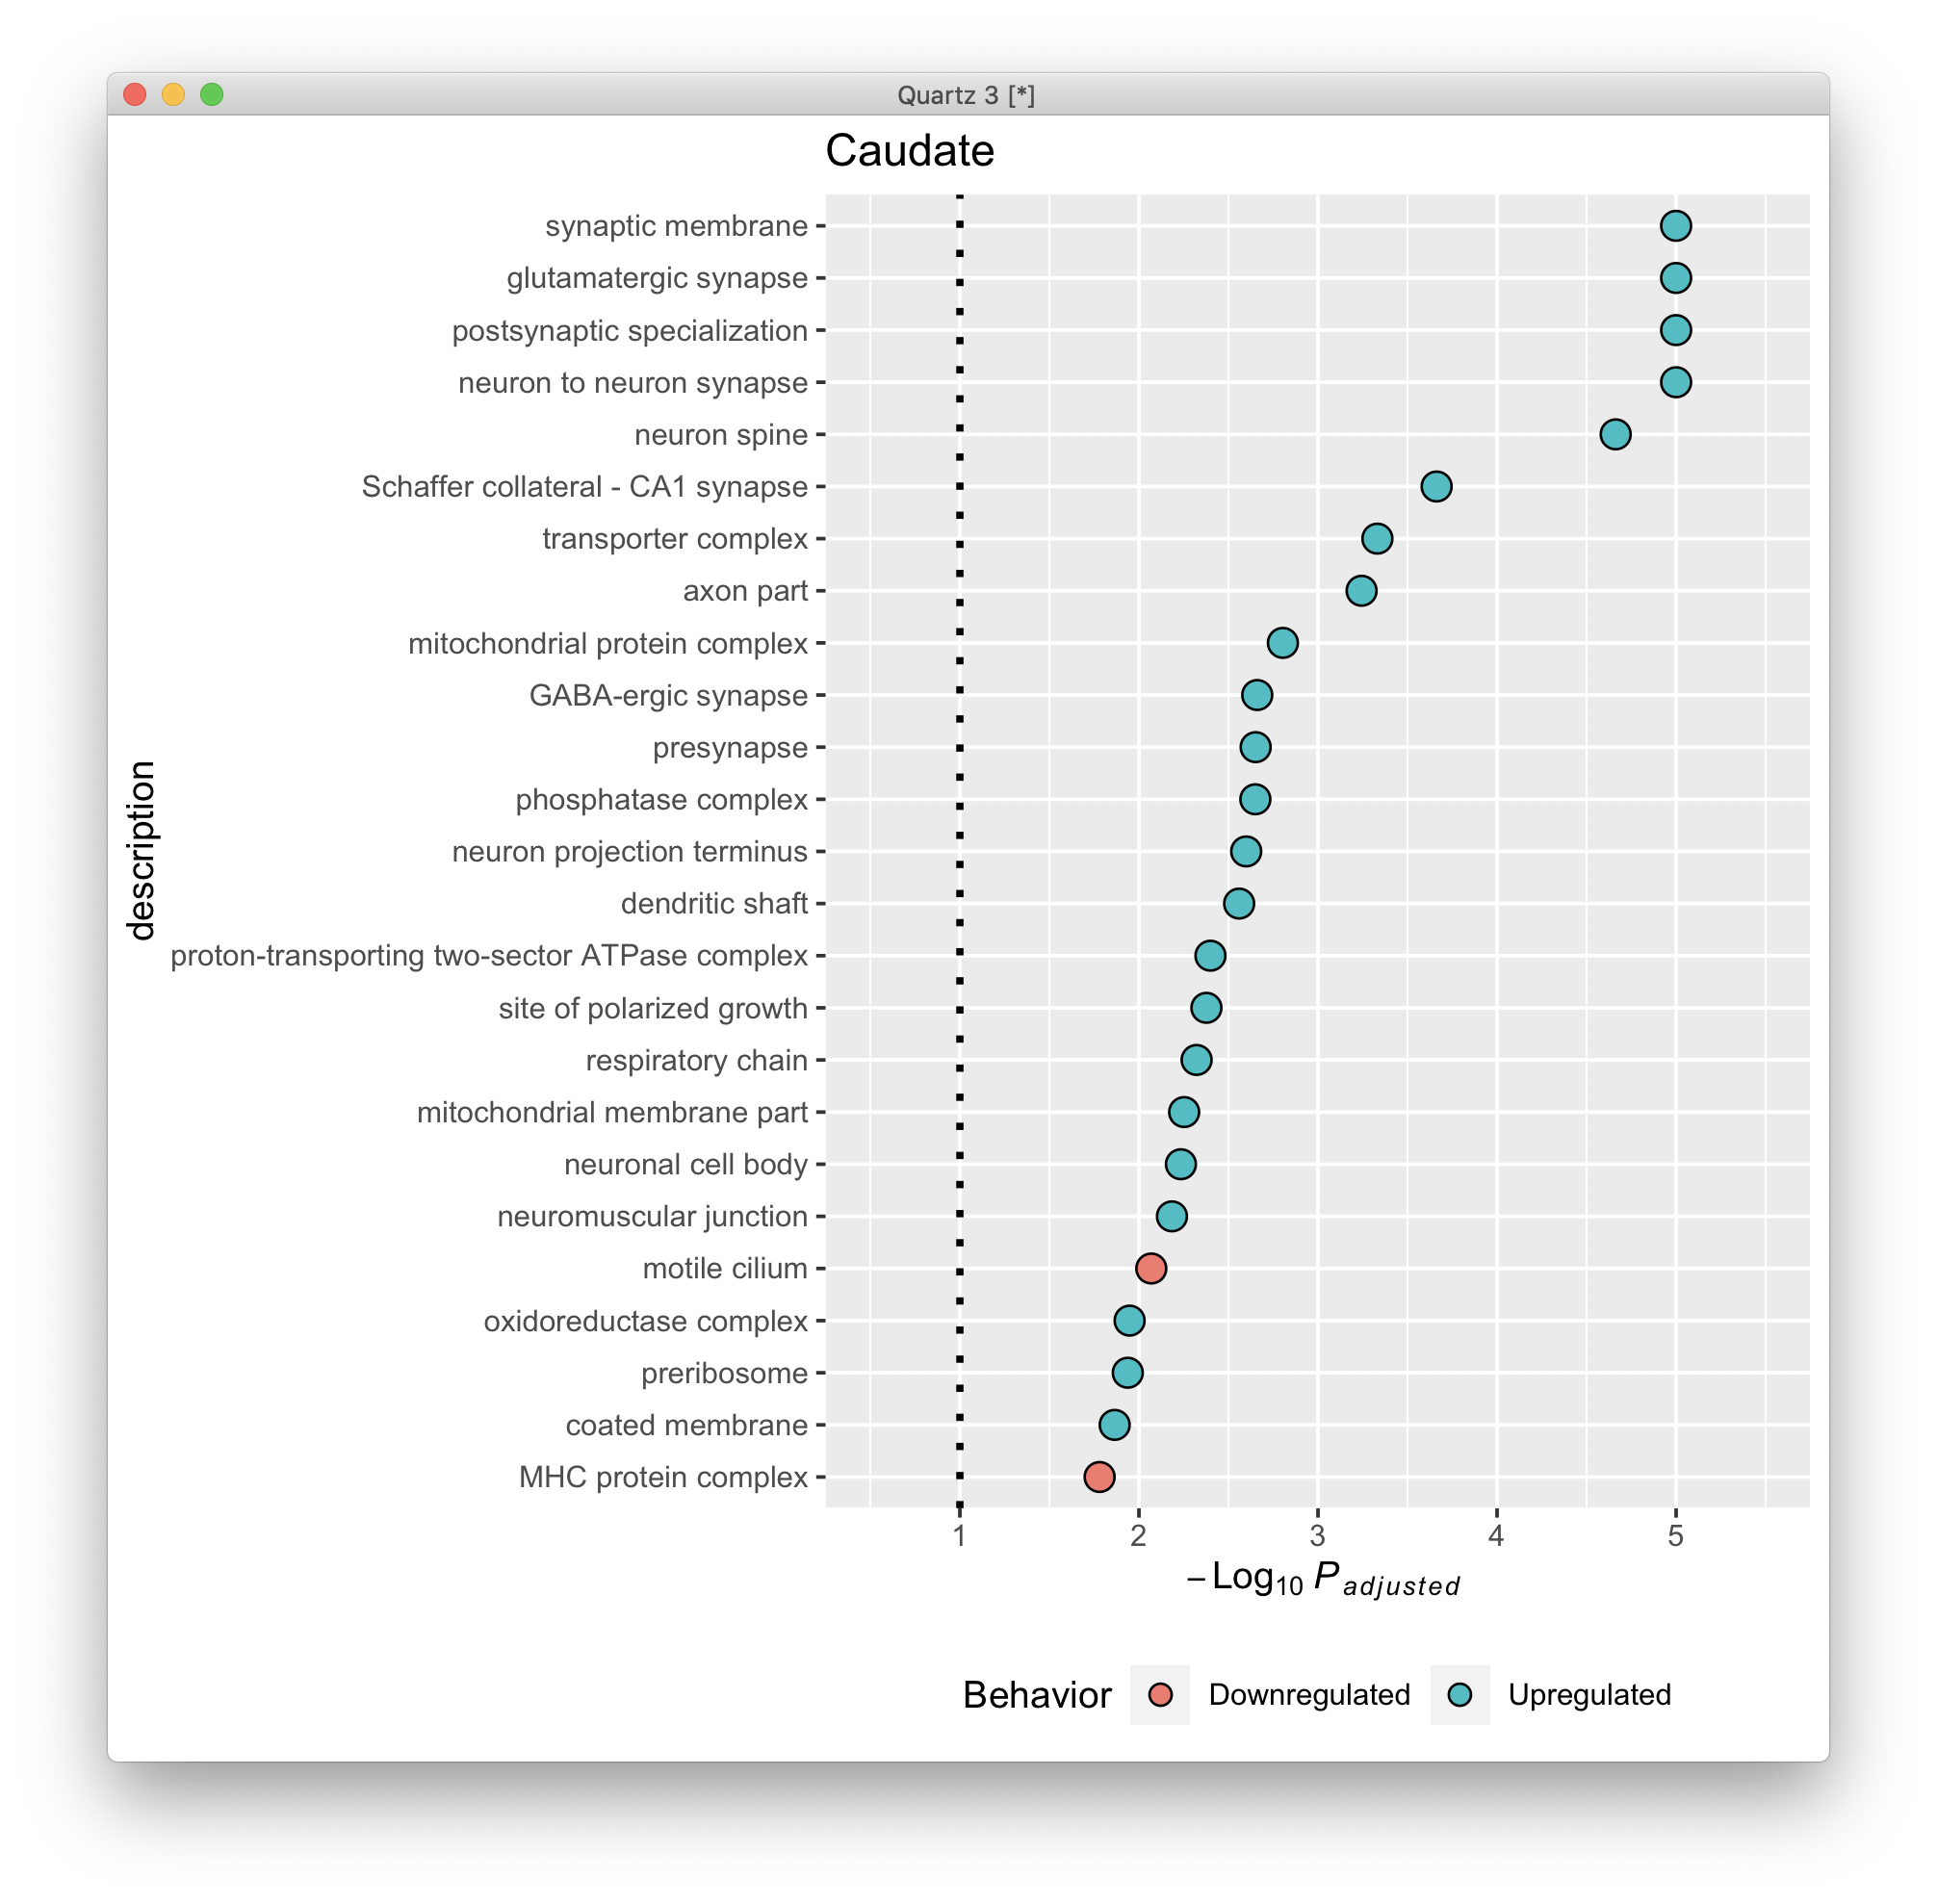 Quartz 3 [*]
Caudate
synaptic membrane
glutamatergic synapse
postsynaptic specialization
neuron to neuron synapse
neuron spine
Schaffer collateral - CA1 synapse
transporter complex
axon part
mitochondrial protein complex
GABA-ergic synapse
presynapse
phosphatase complex
neuron projection terminus
dendritic shaft
proton-transporting two-sector ATPase complex
site of polarized growth
respiratory chain
mitochondrial membrane part
neuronal cell body
neuromuscular junction
motile cilium
oxidoreductase complex
preribosome
coated membrane
MHC protein complex
description
1 2 3 4 5
−Log₁₀ P adjusted
Behavior Downregulated Upregulated